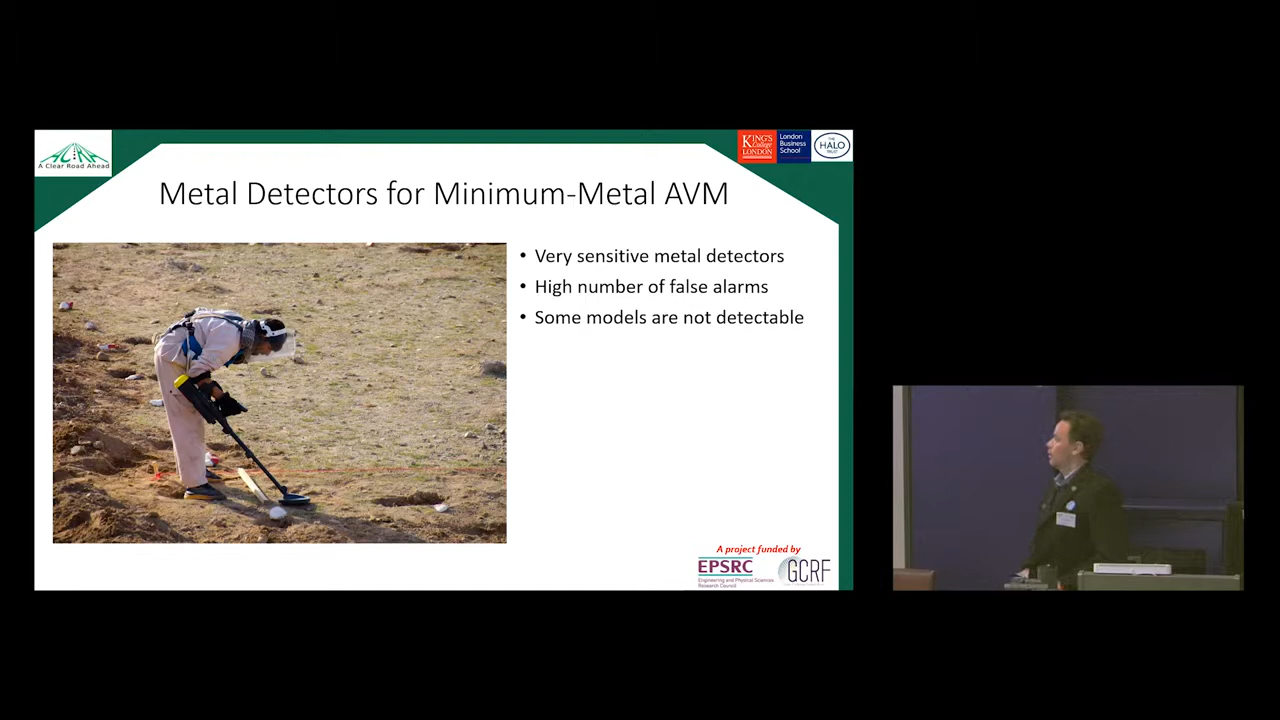 A Clear Road Ahead
KING'S
College
LONDON
London
Business
School
THE
HALO
TRUST
Metal Detectors for Minimum-Metal AVM
• Very sensitive metal detectors
• High number of false alarms
• Some models are not detectable
A project funded by
EPSRC
Engineering and Physical Sciences
Research Council
GCRF